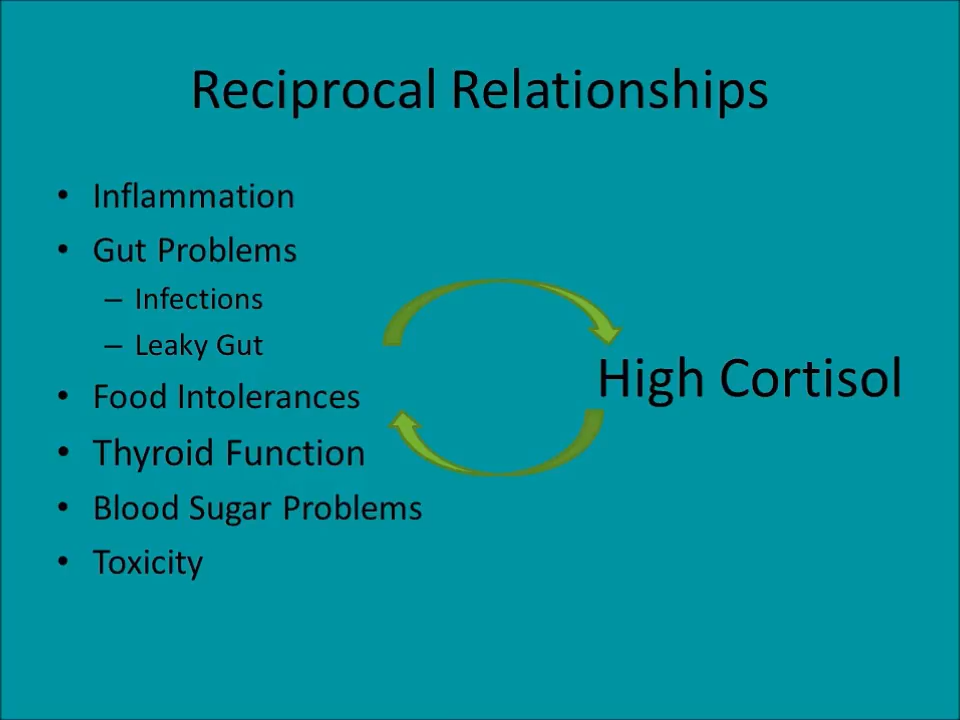 Reciprocal Relationships
• Inflammation
• Gut Problems
– Infections
– Leaky Gut
• Food Intolerances
• Thyroid Function
• Blood Sugar Problems
• Toxicity
High Cortisol